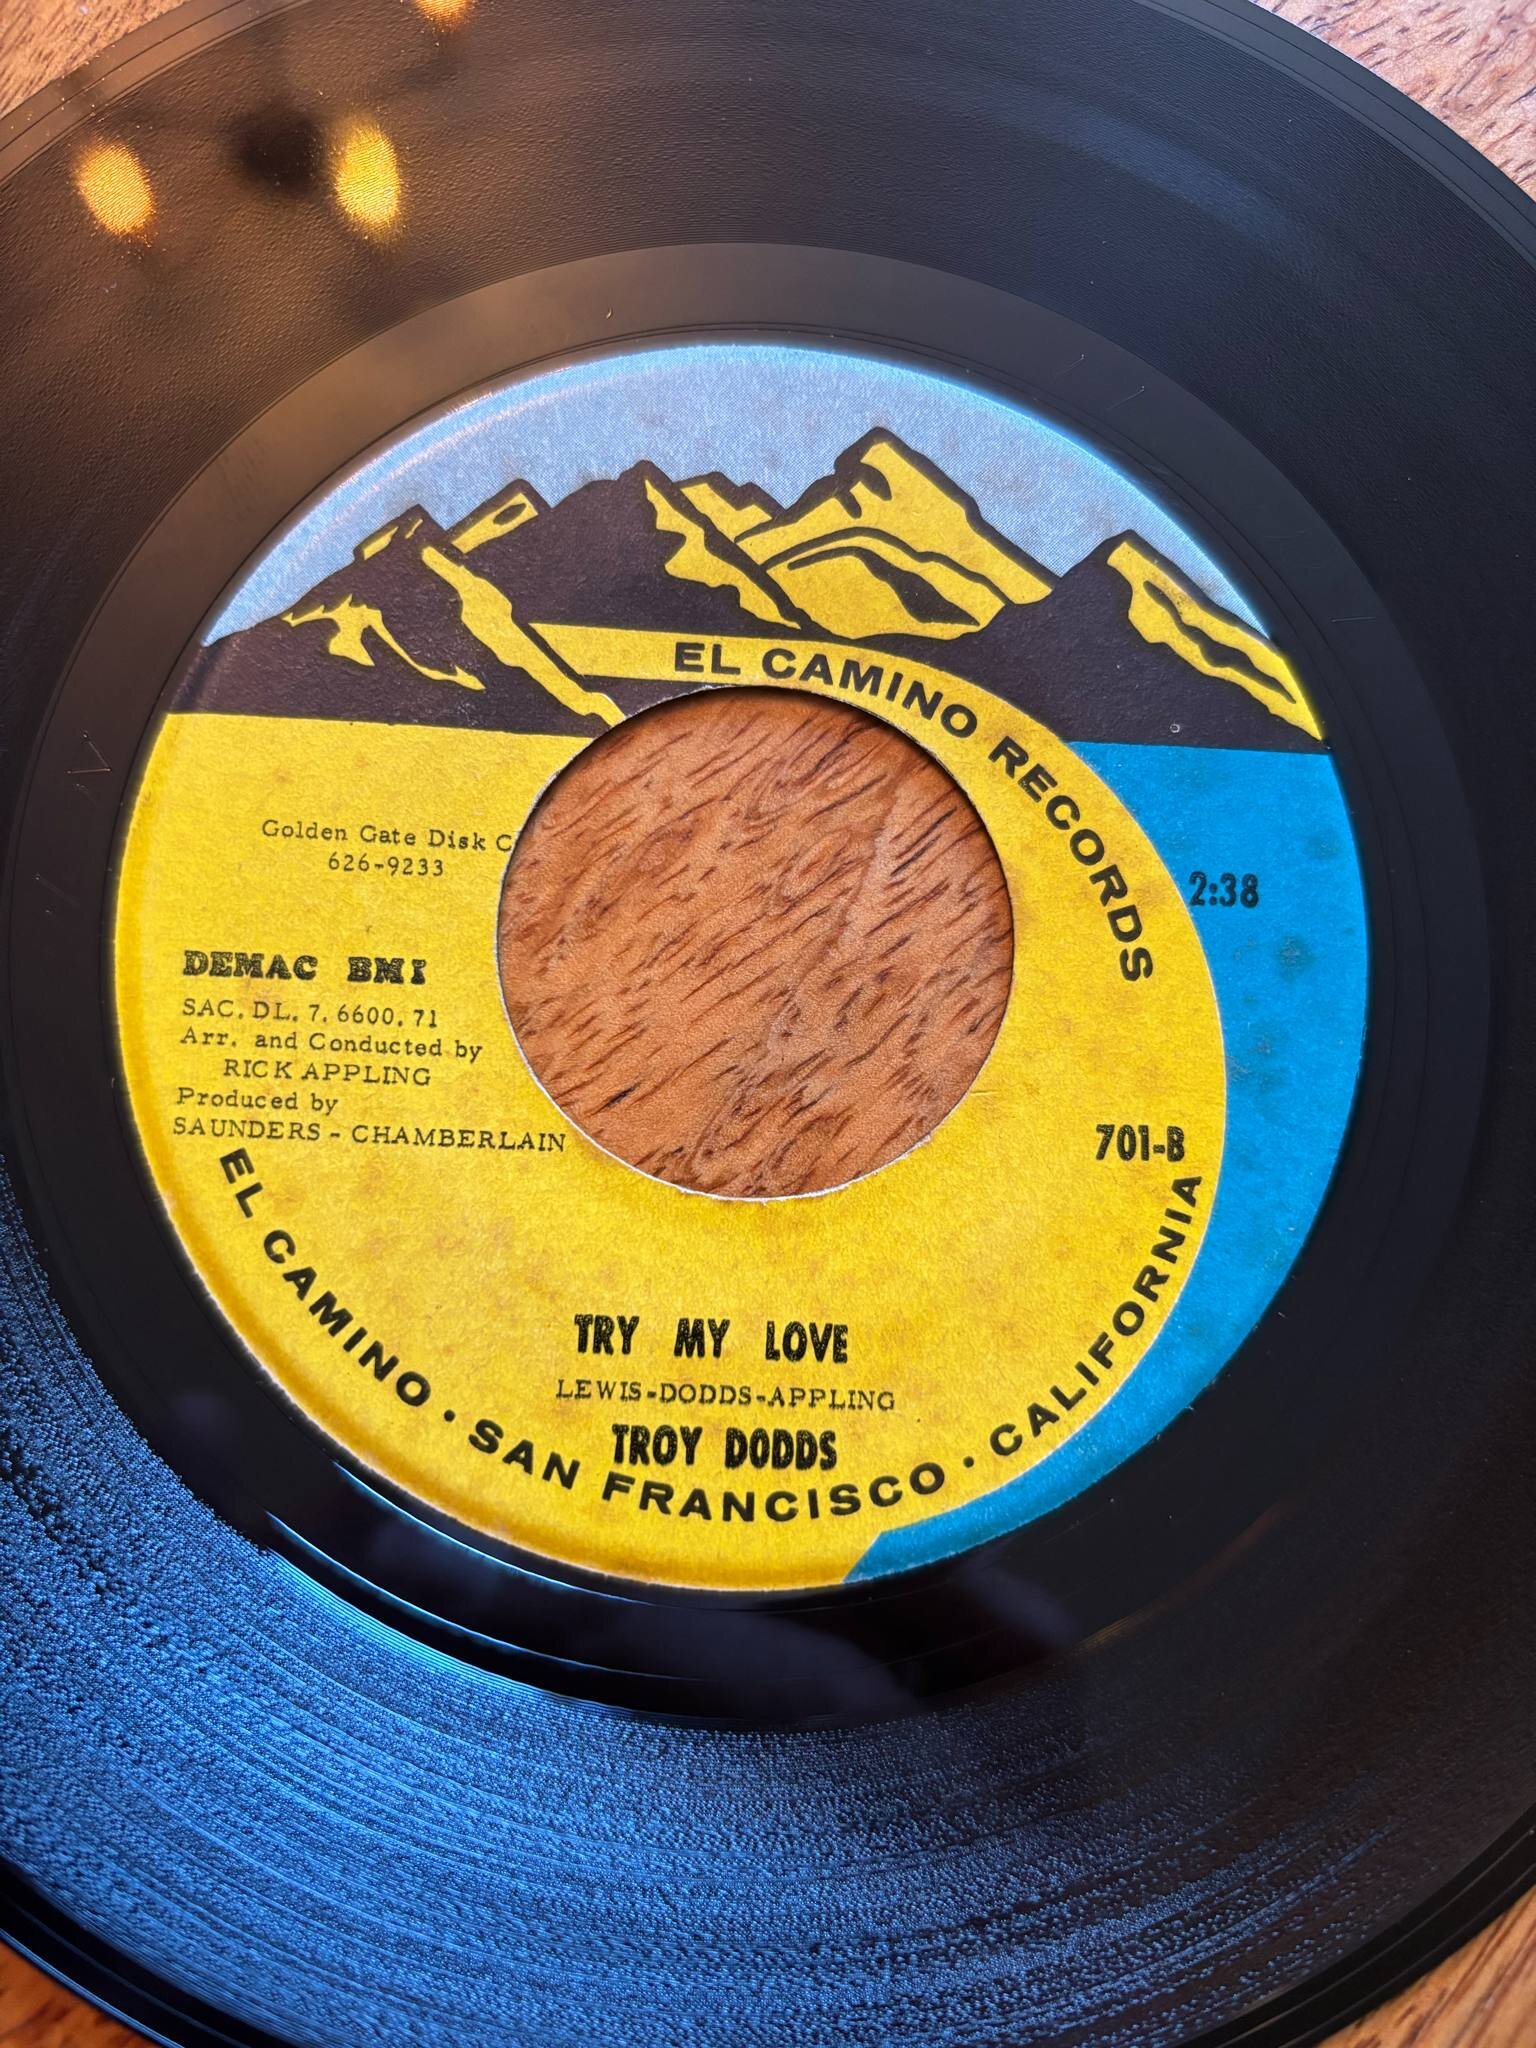 EL CAMINO RECORDS
Golden Gate Disk
626-9233
2:38
DEMAC BMI
SAC. DL. 7. 6600. 71
Arr. and Conducted by
RICK APPLING
Produced by
SAUNDERS - CHAMBERLAIN
701-B
TRY MY LOVE
LEWIS-DODDS-APPLING
TROY DODDS
EL CAMINO · SAN FRANCISCO · CALIFORNIA